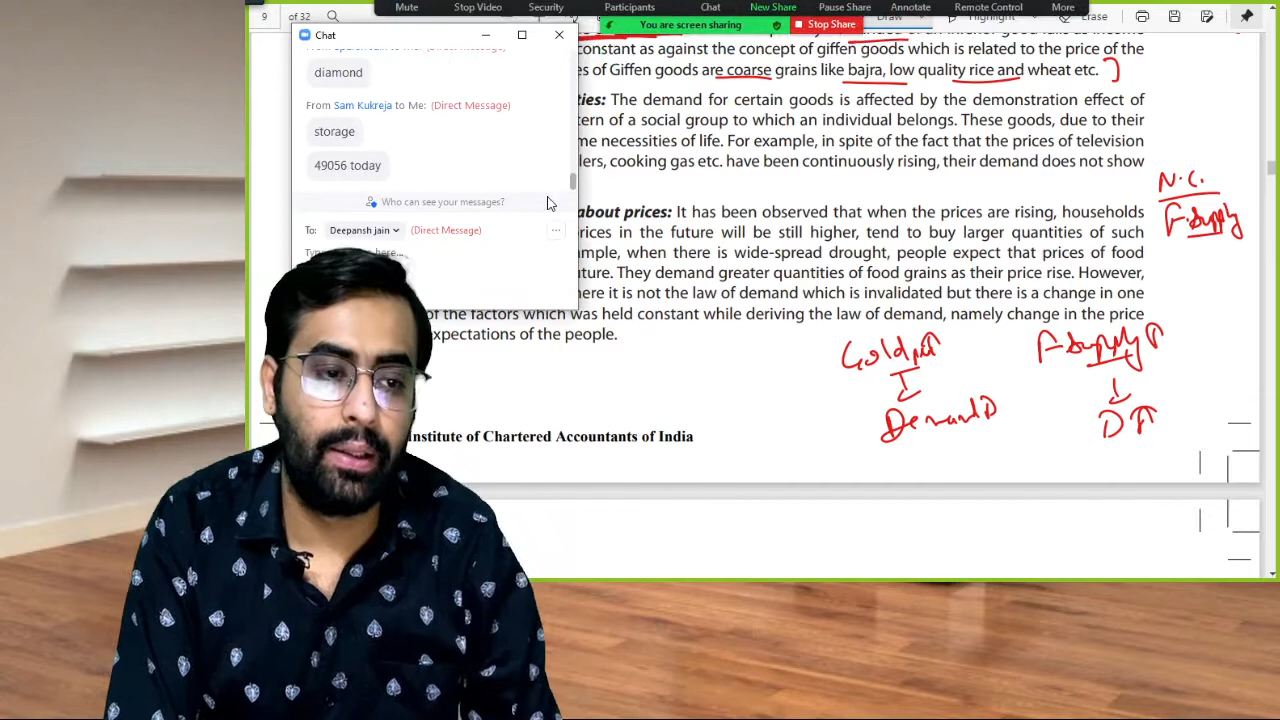 9 of 32
Mute Stop Video Security Participants Chat New Share Pause Share Annotate Remote Control More
You are screen sharing Stop Share
Draw Highlight Erase
Chat
(Direct Message)
diamond
From Sam Kukreja to Me: (Direct Message)
storage
49056 today
Who can see your messages?
To: Deepansh jain (Direct Message)
here...
constant as against the concept of giffen goods which is related to the price of the
es of Giffen goods are coarse grains like bajra, low quality rice and wheat etc.
ties: The demand for certain goods is affected by the demonstration effect of
tern of a social group to which an individual belongs. These goods, due to their
me necessities of life. For example, in spite of the fact that the prices of television
lers, cooking gas etc. have been continuously rising, their demand does not show
about prices: It has been observed that when the prices are rising, households
rices in the future will be still higher, tend to buy larger quantities of such
mple, when there is wide-spread drought, people expect that prices of food
uture. They demand greater quantities of food grains as their price rise. However,
here it is not the law of demand which is invalidated but there is a change in one
of the factors which was held constant while deriving the law of demand, namely change in the price
expectations of the people.
N.C.
F.Supply
Gold
Demand
F.Supply
D
Institute of Chartered Accountants of India